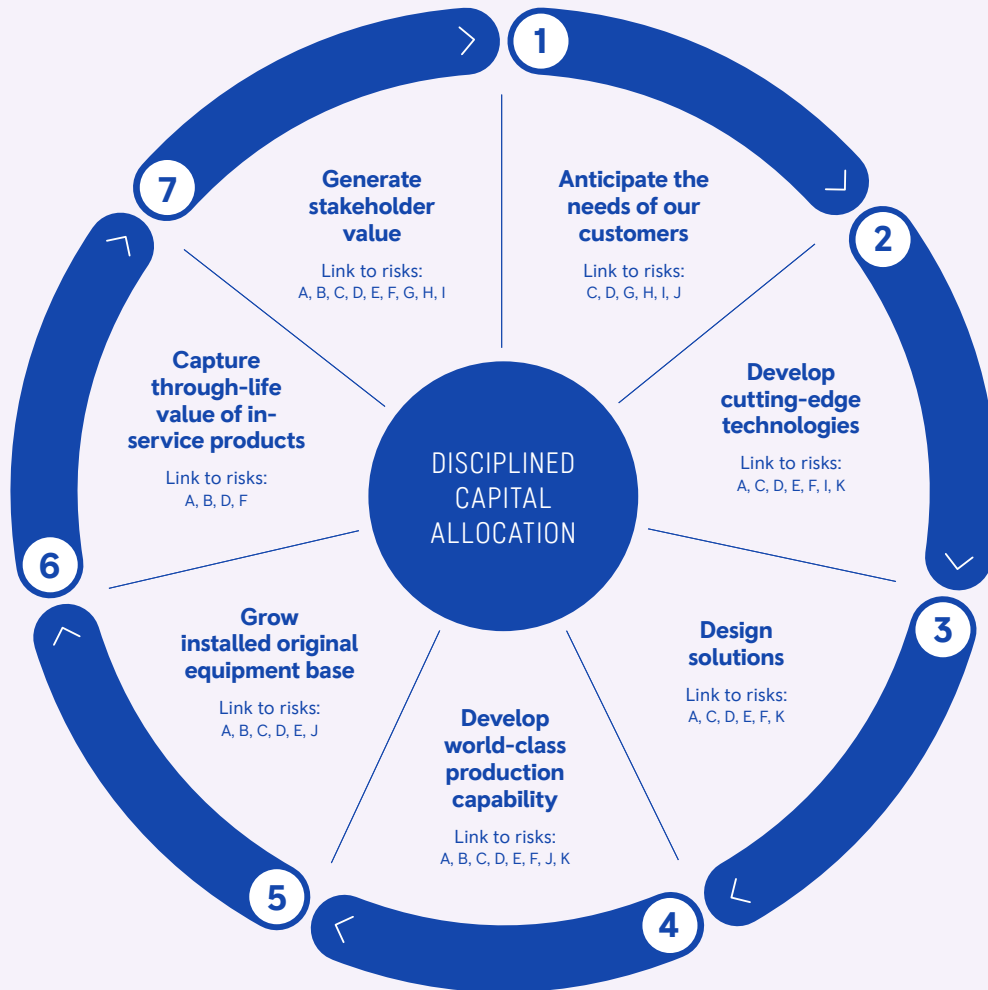 1
Anticipate the
needs of our
customers
Link to risks:
C, D, G, H, I, J
2
Develop
cutting-edge
technologies
Link to risks:
A, C, D, E, F, I, K
3
Design
solutions
Link to risks:
A, C, D, E, F, K
4
Develop
world-class
production
capability
Link to risks:
A, B, C, D, E, F, J, K
5
Grow
installed original
equipment base
Link to risks:
A, B, C, D, E, J
6
Capture
through-life
value of in-
service products
Link to risks:
A, B, D, F
7
Generate
stakeholder
value
Link to risks:
A, B, C, D, E, F, G, H, I
DISCIPLINED
CAPITAL
ALLOCATION